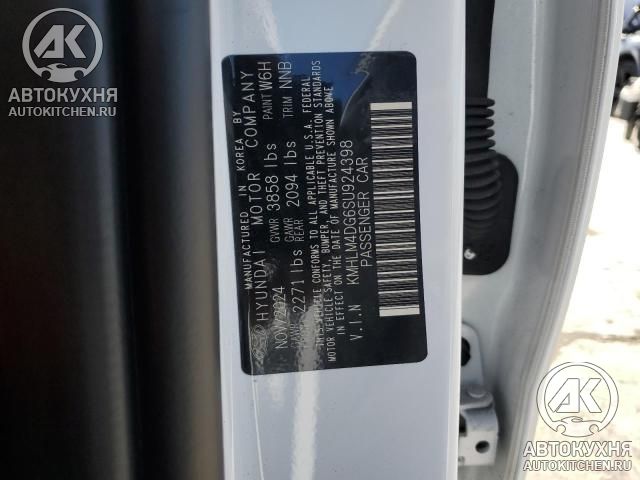 АВТОКУХНЯ
AUTOKITCHEN.RU
MANUFACTURED IN KOREA BY
HYUNDAI MOTOR COMPANY
NOV/2024 GVWR 3858 lbs PAINT W6H
GAWR 2271 lbs GAWR REAR 2094 lbs TRIM NNB
THIS VEHICLE CONFORMS TO ALL APPLICABLE U.S.A. FEDERAL
MOTOR VEHICLE SAFETY, BUMPER, AND THEFT PREVENTION STANDARDS
IN EFFECT ON THE DATE OF MANUFACTURE SHOWN ABOVE
V.I.N KMHLM4DG6SU924398
PASSENGER CAR
АВТОКУХНЯ
AUTOKITCHEN.RU